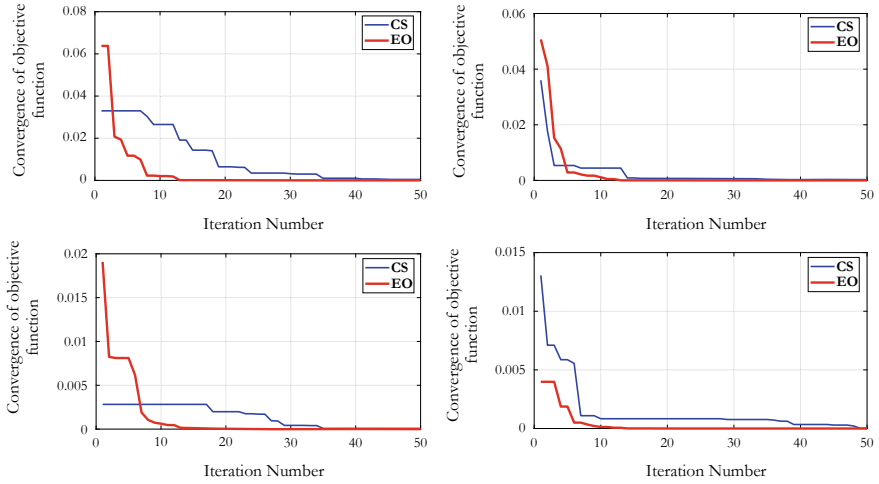 Convergence of objective
function
0.08
0.06
0.04
0.02
0
0
10
20
30
40
50
CS
EO
Iteration Number
Convergence of objective
function
0.06
0.04
0.02
0
0
10
20
30
40
50
CS
EO
Iteration Number
Convergence of objective
function
0.02
0.015
0.01
0.005
0
0
10
20
30
40
50
CS
EO
Iteration Number
Convergence of objective
function
0.015
0.01
0.005
0
0
10
20
30
40
50
CS
EO
Iteration Number